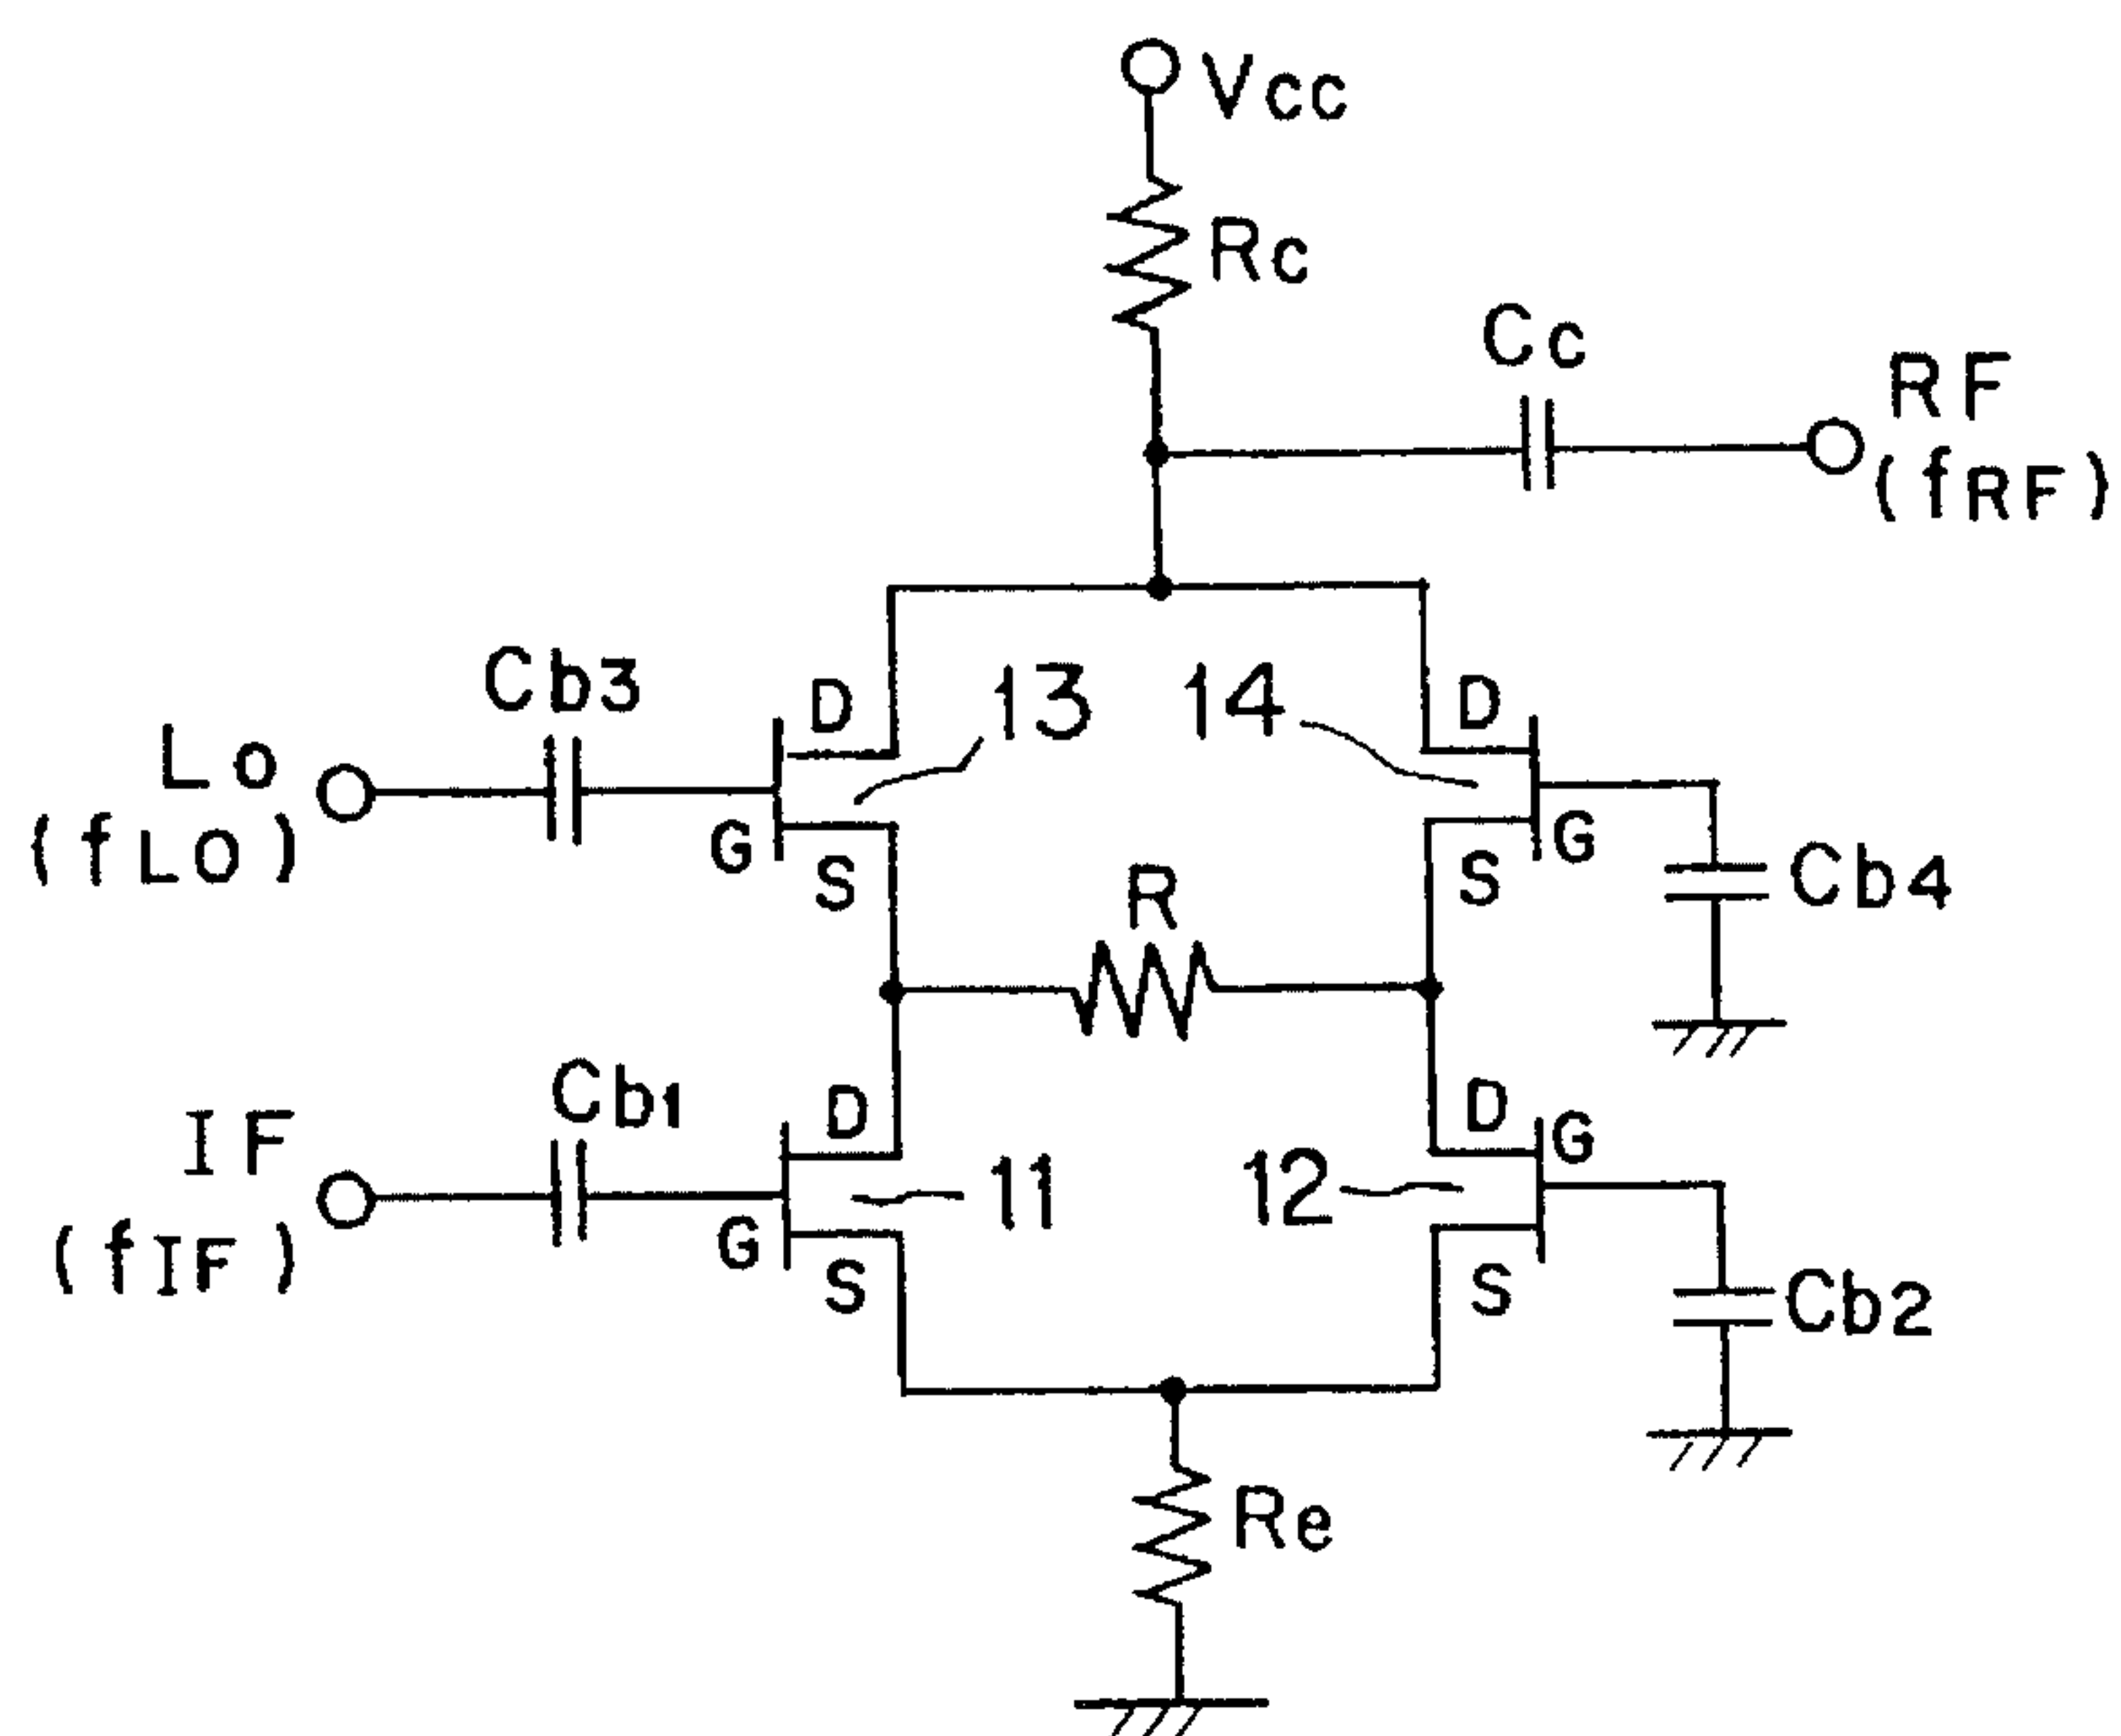 Vcc
Rc
Cc
RF
(fRF)
Cb3
D
13
14
D
Lo
(fLO)
G
S
R
S
G
Cb4
Cb1
D
D
G
IF
(fIF)
11
12
G
S
S
Cb2
Re